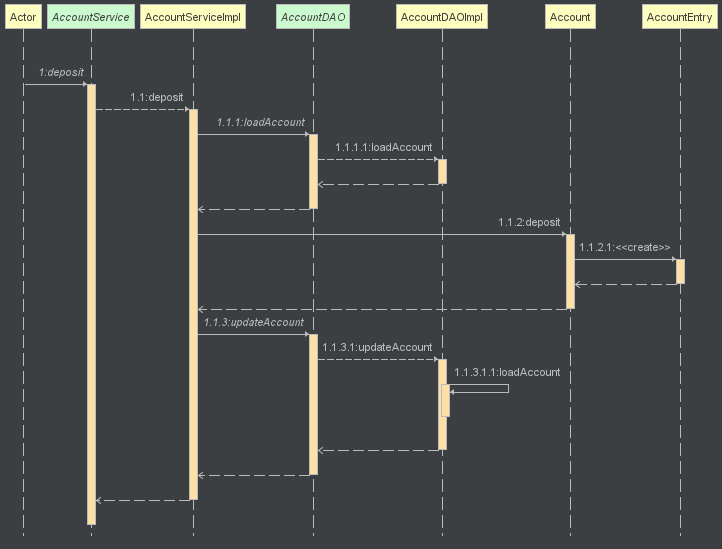 Actor
AccountService
AccountServiceImpl
AccountDAO
AccountDAOImpl
Account
AccountEntry
1:deposit
1.1:deposit
1.1.1:loadAccount
1.1.1.1:loadAccount
1.1.2:deposit
1.1.2.1:<<create>>
1.1.3:updateAccount
1.1.3.1:updateAccount
1.1.3.1.1:loadAccount